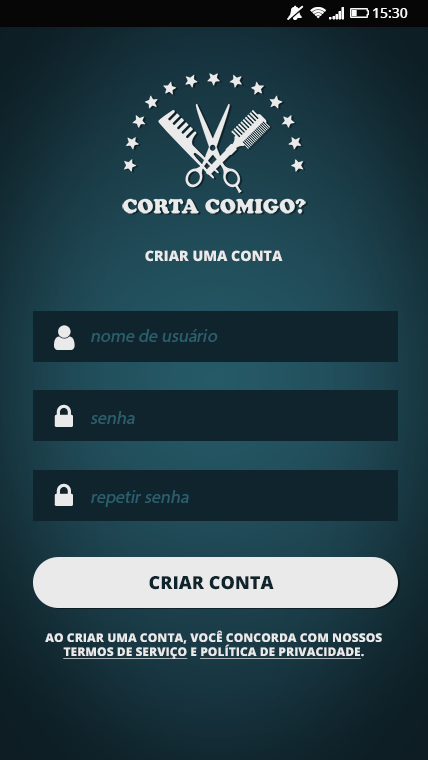 15:30
CORTA COMIGO?
CRIAR UMA CONTA
nome de usuário
senha
repetir senha
CRIAR CONTA
AO CRIAR UMA CONTA, VOCÊ CONCORDA COM NOSSOS
TERMOS DE SERVIÇO E POLÍTICA DE PRIVACIDADE.